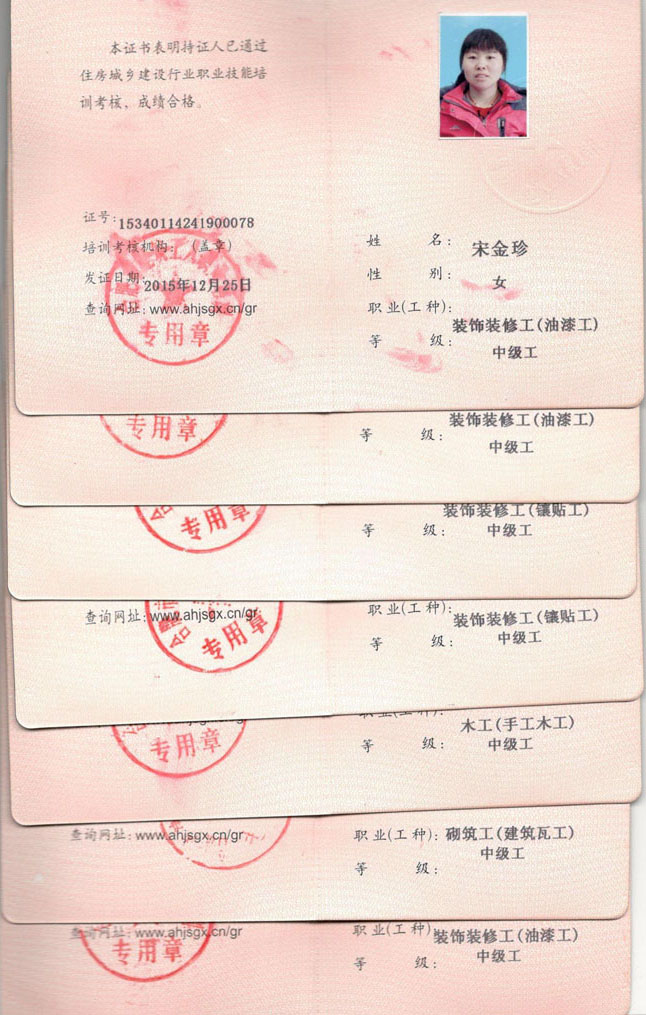 本证书表明持证人已通过
住房城乡建设行业职业技能培
训考核、成绩合格。
证号:15340114241900078
培训考核机构:(盖章)
发证日期:2015年12月25日
查询网址:www.ahjsgx.cn/gr
专用章
姓 名:宋金珍
性 别:女
职业(工种):
装饰装修工(油漆工)
等 级:中级工
专用章
装饰装修工(油漆工)
等 级:中级工
专用章
装饰装修工(镶贴工)
等 级:中级工
查询网址:www.ahjsgx.cn/gr
合肥
专用章
职业(工种):装饰装修工(镶贴工)
等 级:中级工
专用章
职业(工种):木工(手工木工)
等 级:中级工
查询网址:www.ahjsgx.cn/gr
职业(工种):砌筑工(建筑瓦工)
中级工
等 级:
查询网址:www.ahjsgx.cn/gr
专用章
职业(工种)装饰装修工(油漆工)
等 级:中级工